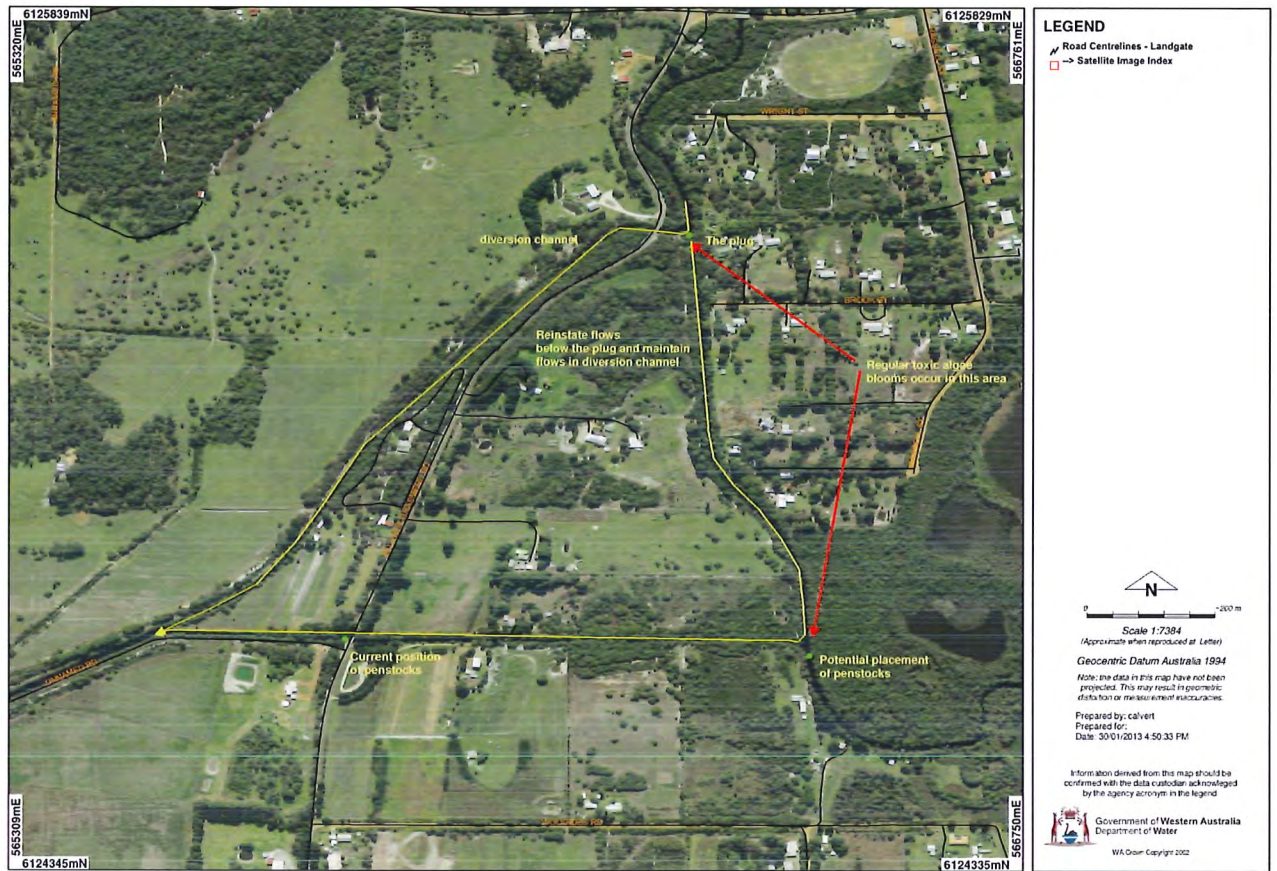 6125839mN
6125829mN
565320mE
566761mE
WRIGHT ST
diversion channel
The plug
BROOK ST
Reinstate flows
below the plug and maintain
flows in diversion channel
Regular toxic algae
blooms occur in this area
Current position
of penstocks
Potential placement
of penstocks
565309mE
566750mE
6124345mN
6124335mN
LEGEND
Road Centrelines - Landgate
--> Satellite Image Index
N
0
~200 m
Scale 1:7384
(Approximate when reproduced at Letter)
Geocentric Datum Australia 1994
Note: the data in this map have not been
projected. This may result in geometric
distortion or measurement inaccuracies.
Prepared by: calvert
Prepared for:
Date: 30/01/2013 4:50:33 PM
Information derived from this map should be
confirmed with the data custodian acknowleged
by the agency acronym in the legend
Government of Western Australia
Department of Water
WA Crown Copyright 2002